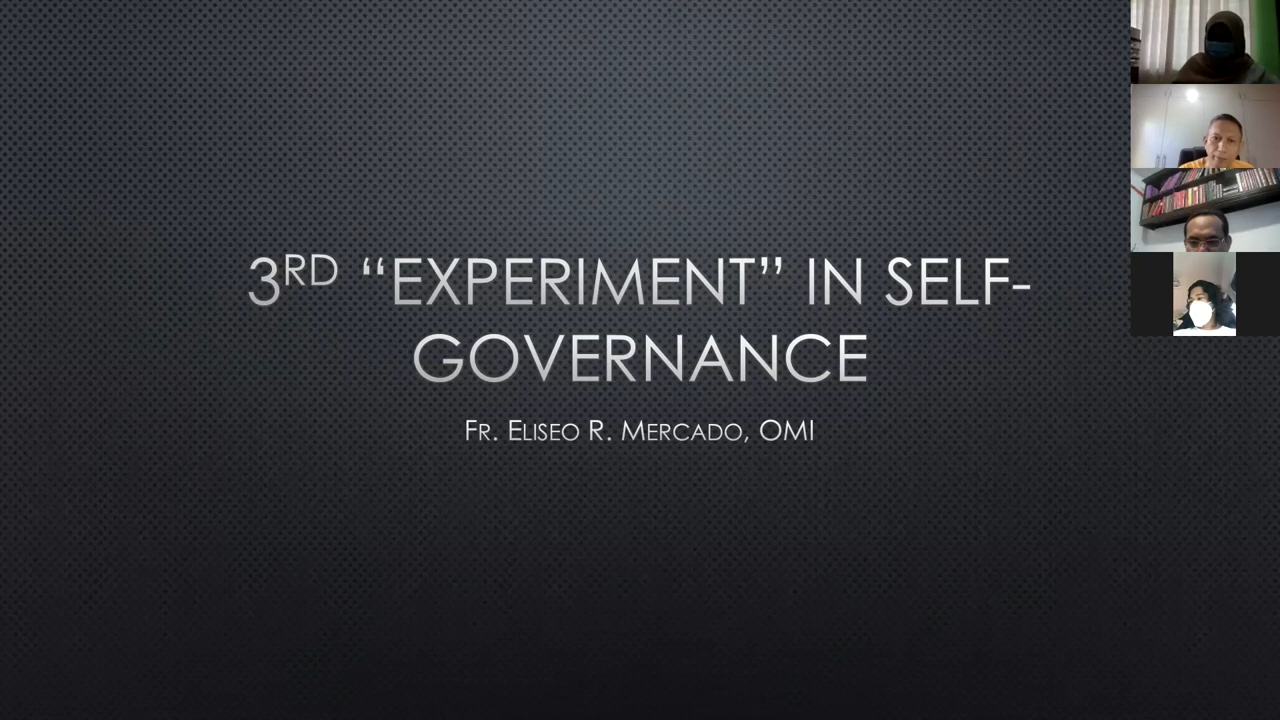 3RD “EXPERIMENT” IN SELF-
GOVERNANCE
FR. ELISEO R. MERCADO, OMI